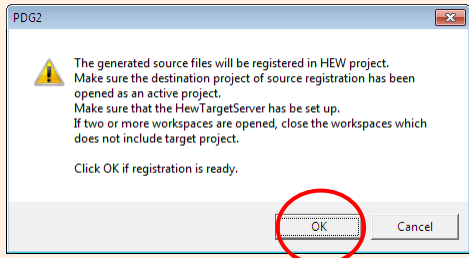 PDG2
The generated source files will be registered in HEW project.
Make sure the destination project of source registration has been
opened as an active project.
Make sure that the HewTargetServer has be set up.
If two or more workspaces are opened, close the workspaces which
does not include target project.
Click OK if registration is ready.
OK
Cancel